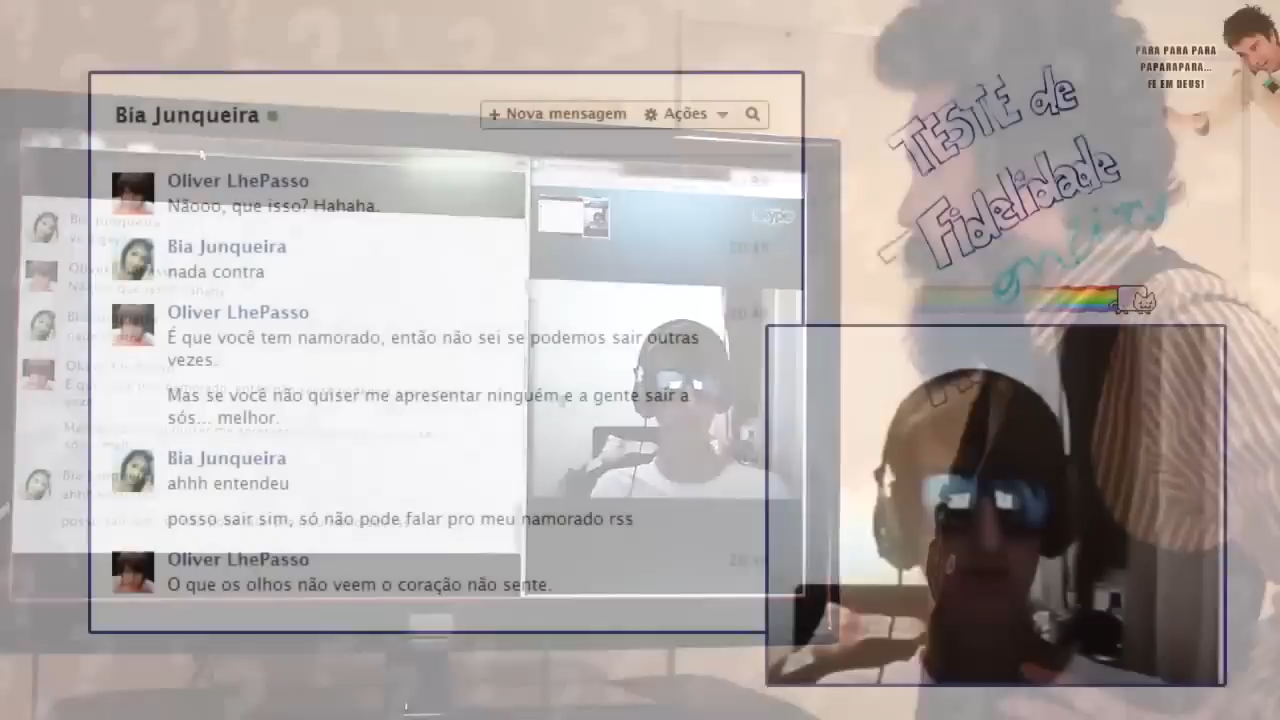 PARA PARA PARA
PAPARAPARA...
FE EM DEUS!
TESTE de
Fidelidade
online
Bia Junqueira
+ Nova mensagem
Ações
Oliver LhePasso
Nãooo, que isso? Hahaha.
Bia Junqueira
nada contra
Oliver LhePasso
É que você tem namorado, então não sei se podemos sair outras
vezes.
Mas se você não quiser me apresentar ninguém e a gente sair a
sós... melhor.
Bia Junqueira
ahhh entendeu
posso sair sim, só não pode falar pro meu namorado rss
Oliver LhePasso
O que os olhos não veem o coração não sente.